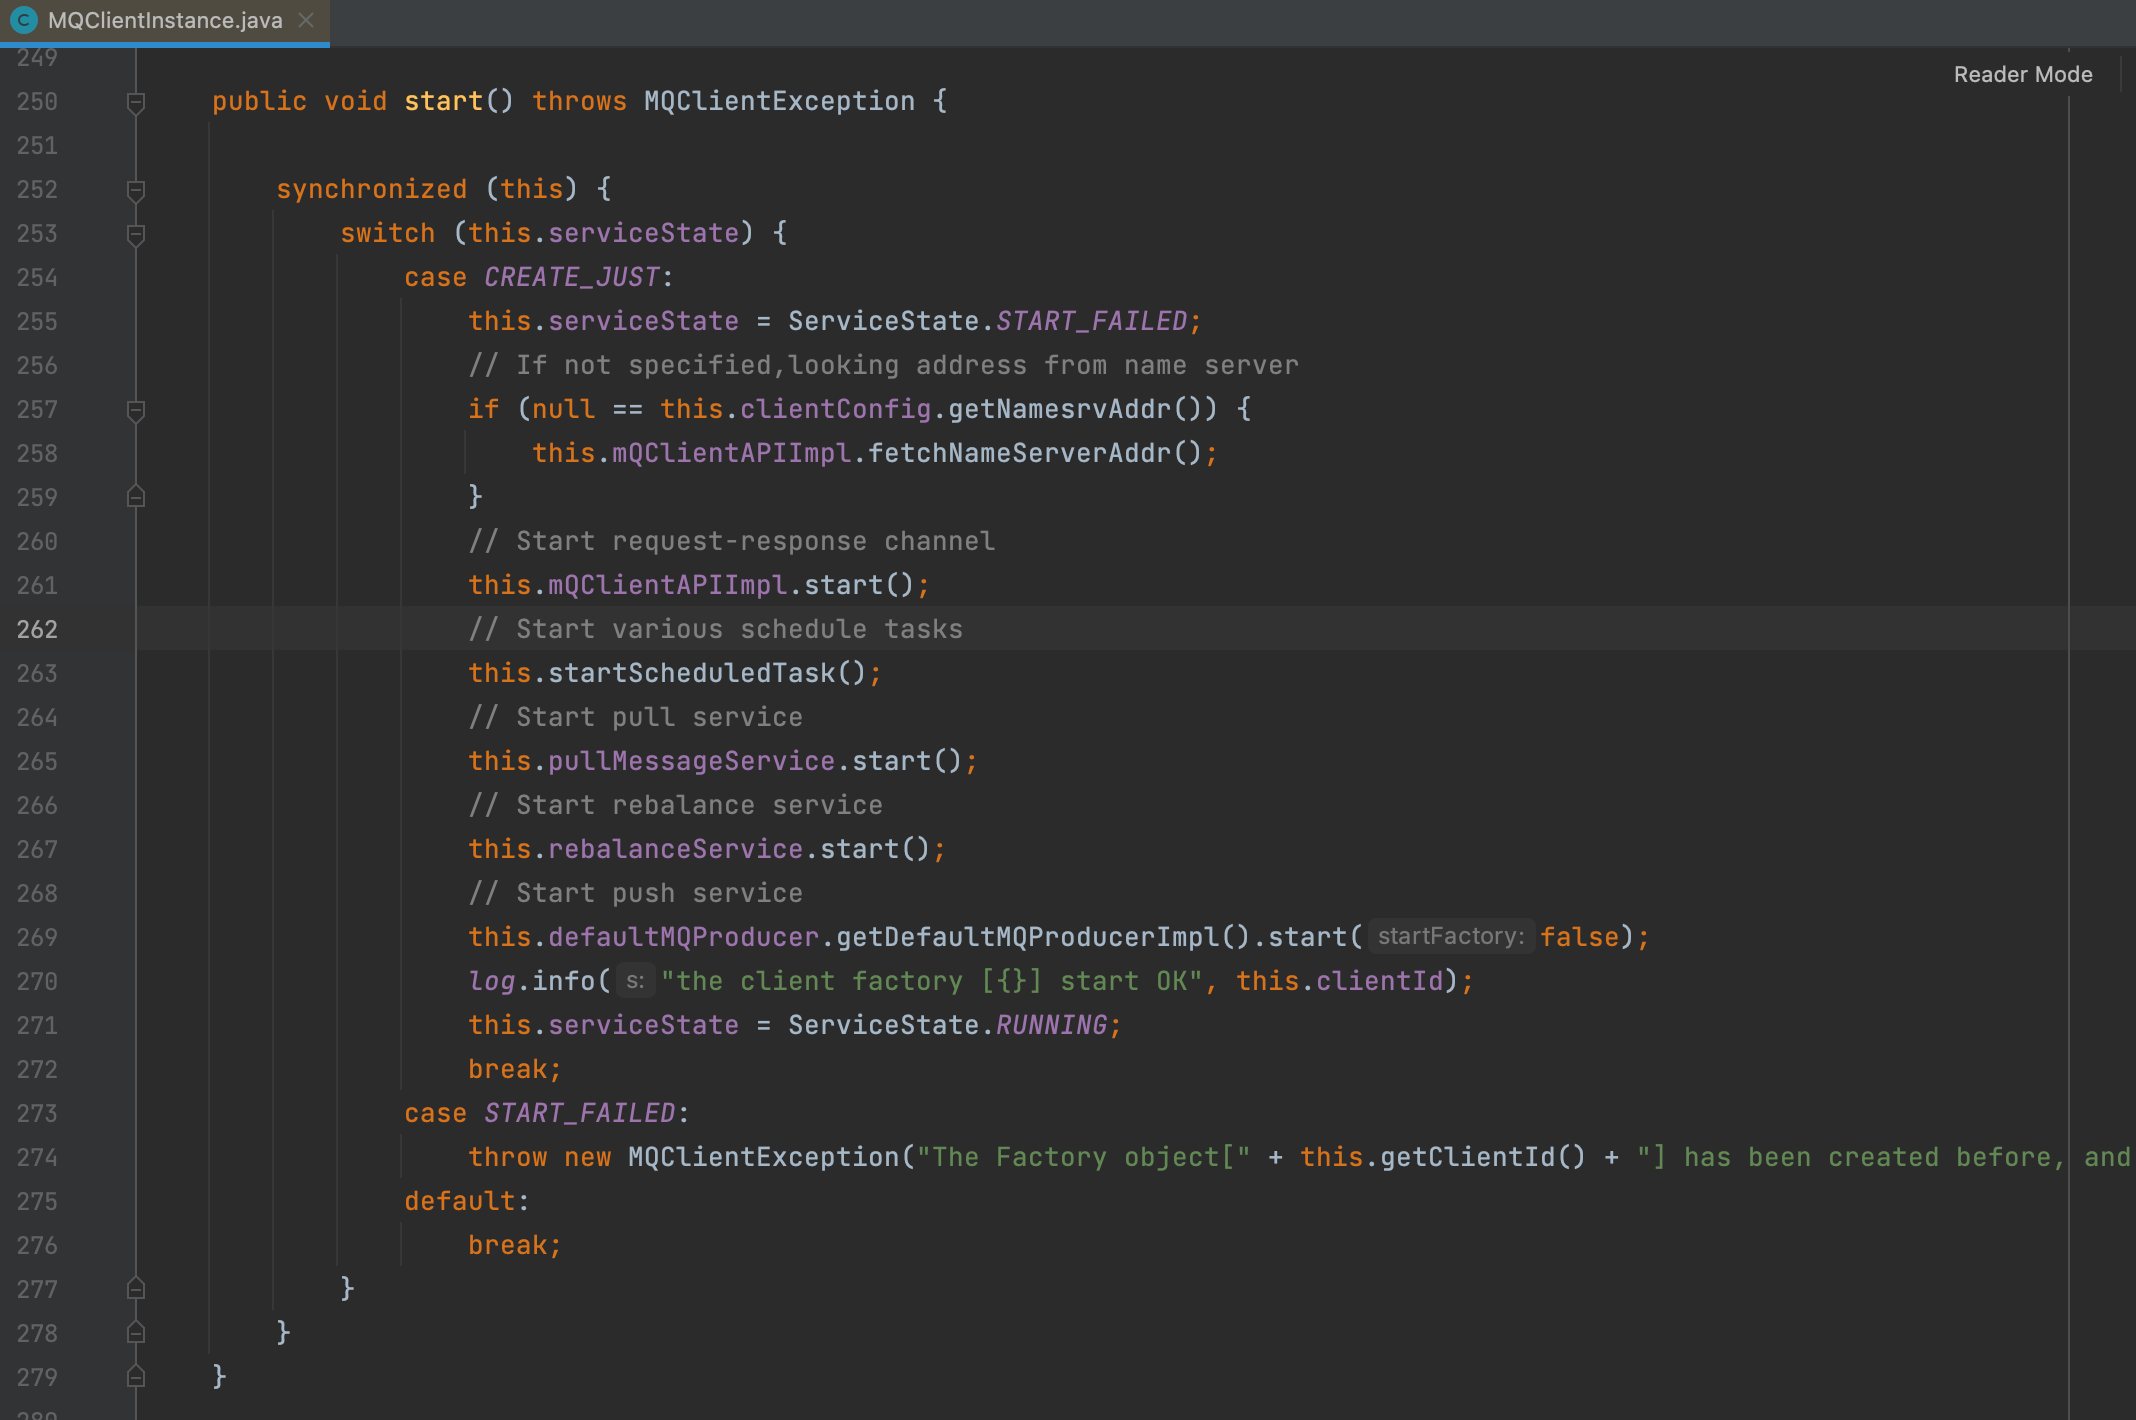 MQClientInstance.java
Reader Mode
249
250 public void start() throws MQClientException {
251
252 synchronized (this) {
253 switch (this.serviceState) {
254 case CREATE_JUST:
255 this.serviceState = ServiceState.START_FAILED;
256 // If not specified,looking address from name server
257 if (null == this.clientConfig.getNamesrvAddr()) {
258 this.mQClientAPIImpl.fetchNameServerAddr();
259 }
260 // Start request-response channel
261 this.mQClientAPIImpl.start();
262 // Start various schedule tasks
263 this.startScheduledTask();
264 // Start pull service
265 this.pullMessageService.start();
266 // Start rebalance service
267 this.rebalanceService.start();
268 // Start push service
269 this.defaultMQProducer.getDefaultMQProducerImpl().start( startFactory: false);
270 log.info( s: "the client factory [{}] start OK", this.clientId);
271 this.serviceState = ServiceState.RUNNING;
272 break;
273 case START_FAILED:
274 throw new MQClientException("The Factory object[" + this.getClientId() + "] has been created before, and
275 default:
276 break;
277 }
278 }
279 }
280